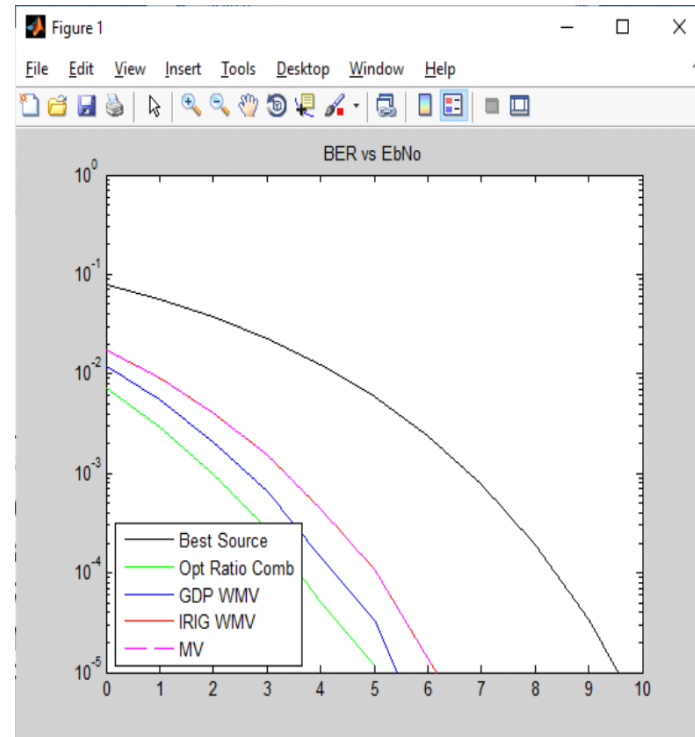 Figure 1
File Edit View Insert Tools Desktop Window Help
BER vs EbNo
10^0
10^-1
10^-2
10^-3
10^-4
10^-5
Best Source
Opt Ratio Comb
GDP WMV
IRIG WMV
MV
0 1 2 3 4 5 6 7 8 9 10